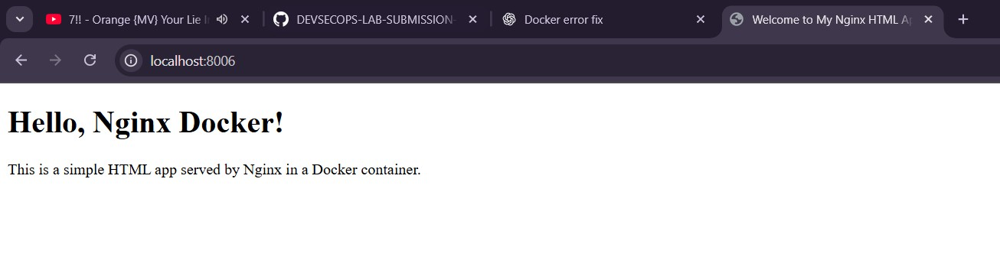 7!! - Orange {MV} Your Lie
DEVSECOPS-LAB-SUBMISSION-
Docker error fix
Welcome to My Nginx HTML
localhost:8006
Hello, Nginx Docker!
This is a simple HTML app served by Nginx in a Docker container.